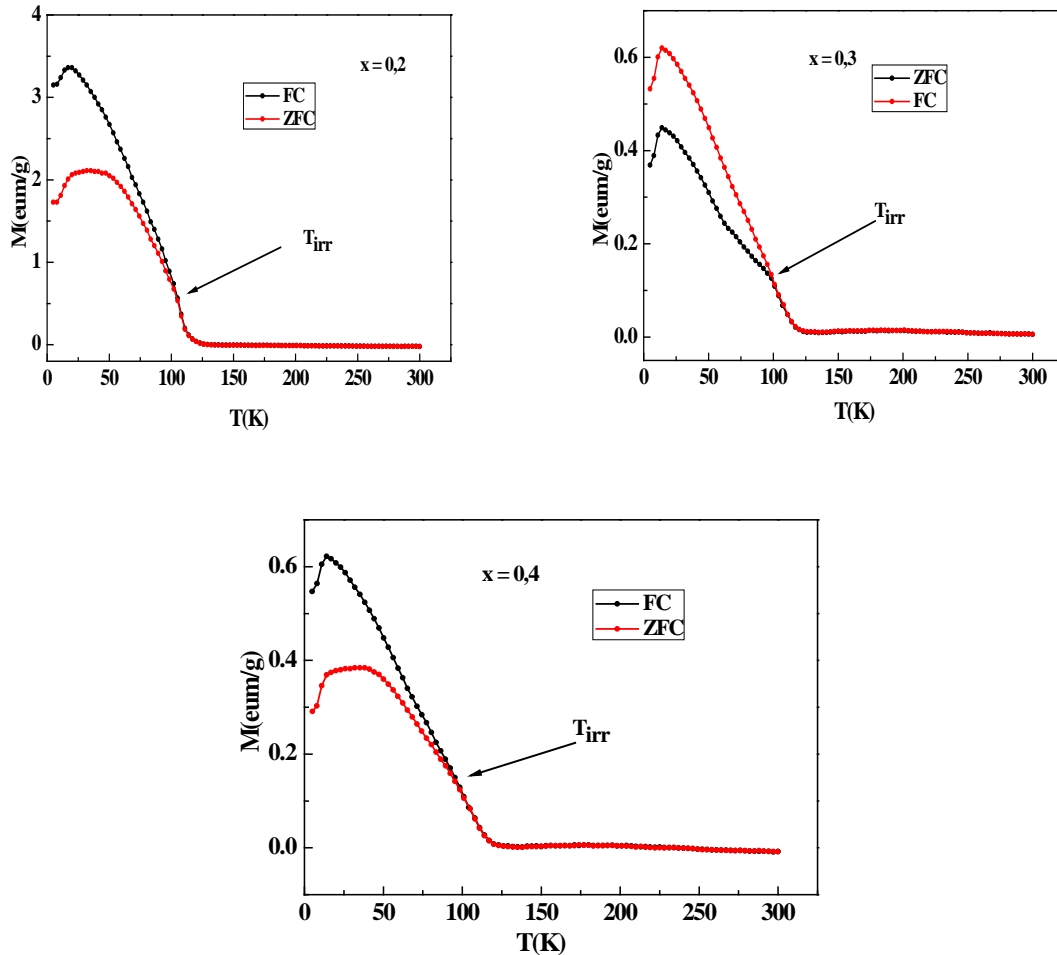 4
3
2
1
0
M(eum/g)
x = 0,2
FC
ZFC
T_irr
0 50 100 150 200 250 300
T(K)
0.6
0.4
0.2
0.0
M(eum/g)
x = 0,3
ZFC
FC
T_irr
0 50 100 150 200 250 300
T(K)
0.6
0.4
0.2
0.0
M(eum/g)
x = 0,4
FC
ZFC
T_irr
0 50 100 150 200 250 300
T(K)